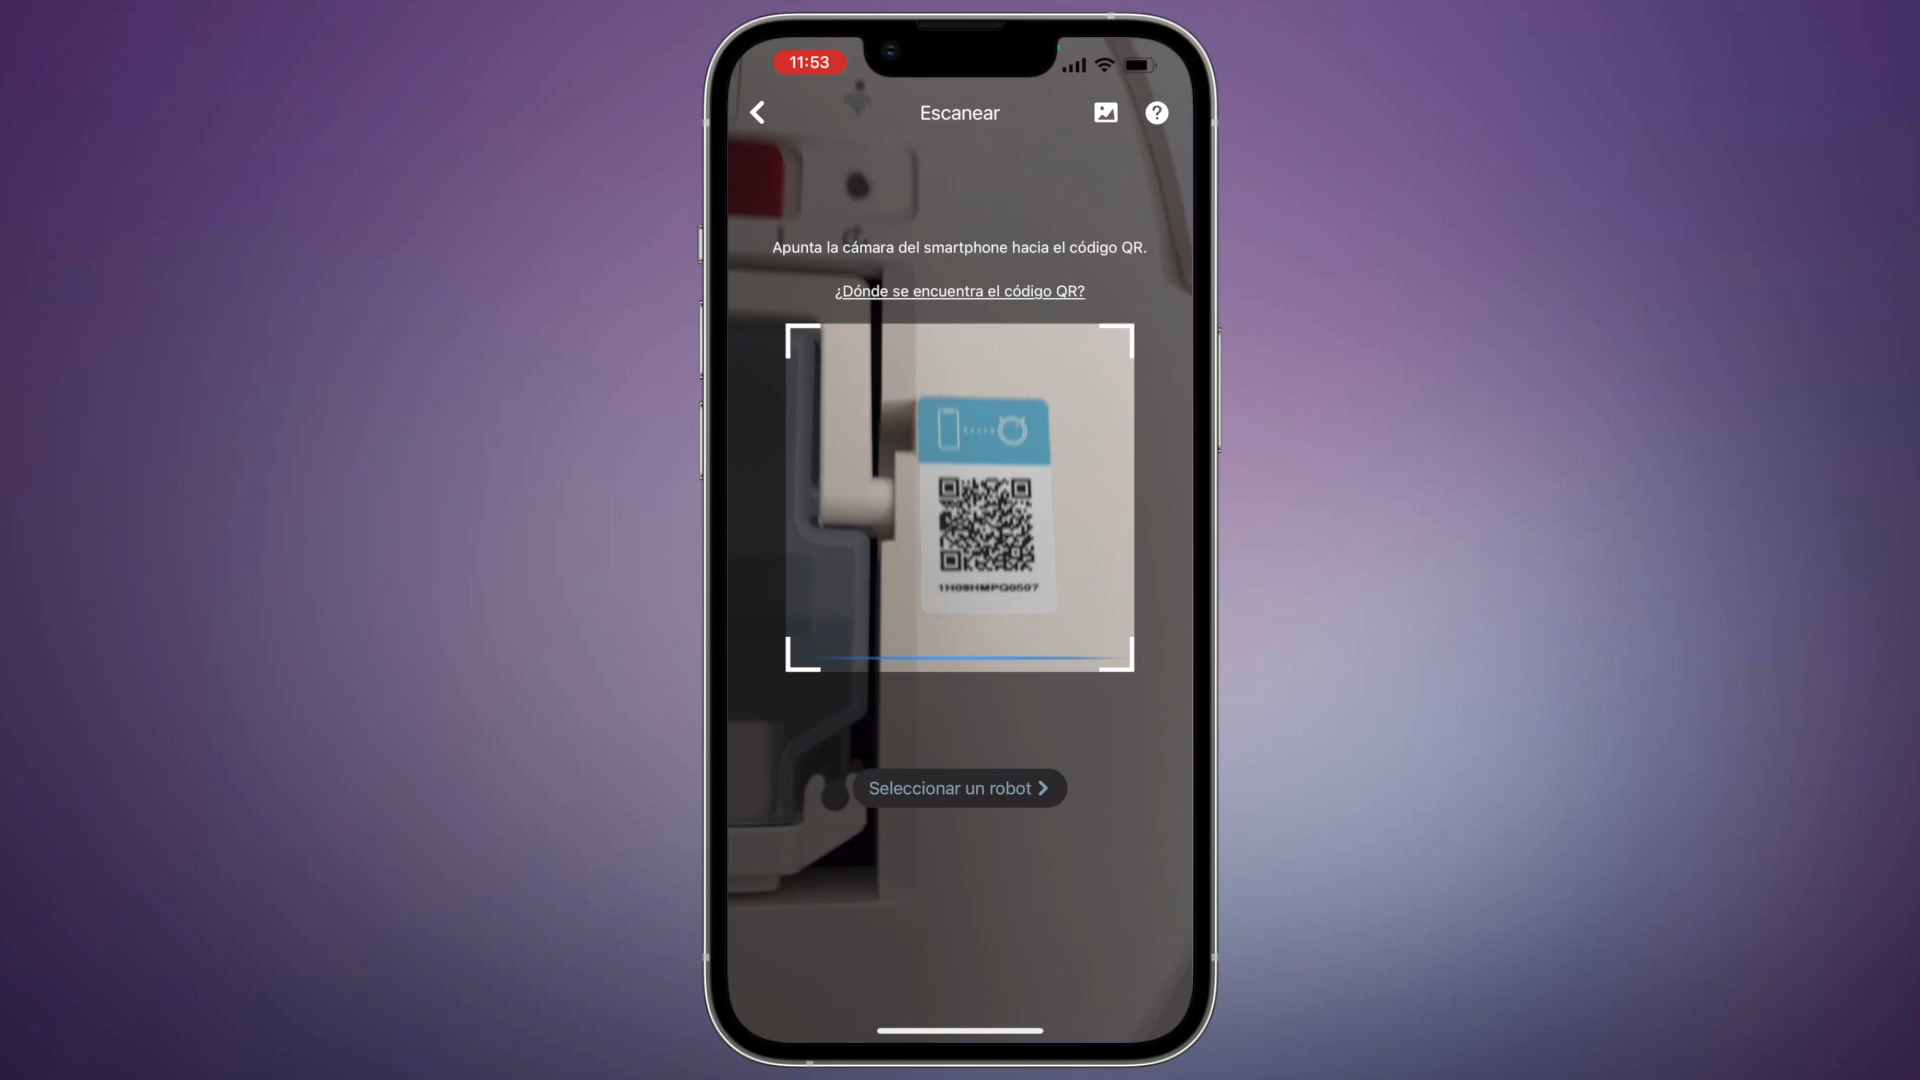 11:53
Escanear
Apunta la cámara del smartphone hacia el código QR.
¿Dónde se encuentra el código QR?
1H09HMPQ0507
Seleccionar un robot